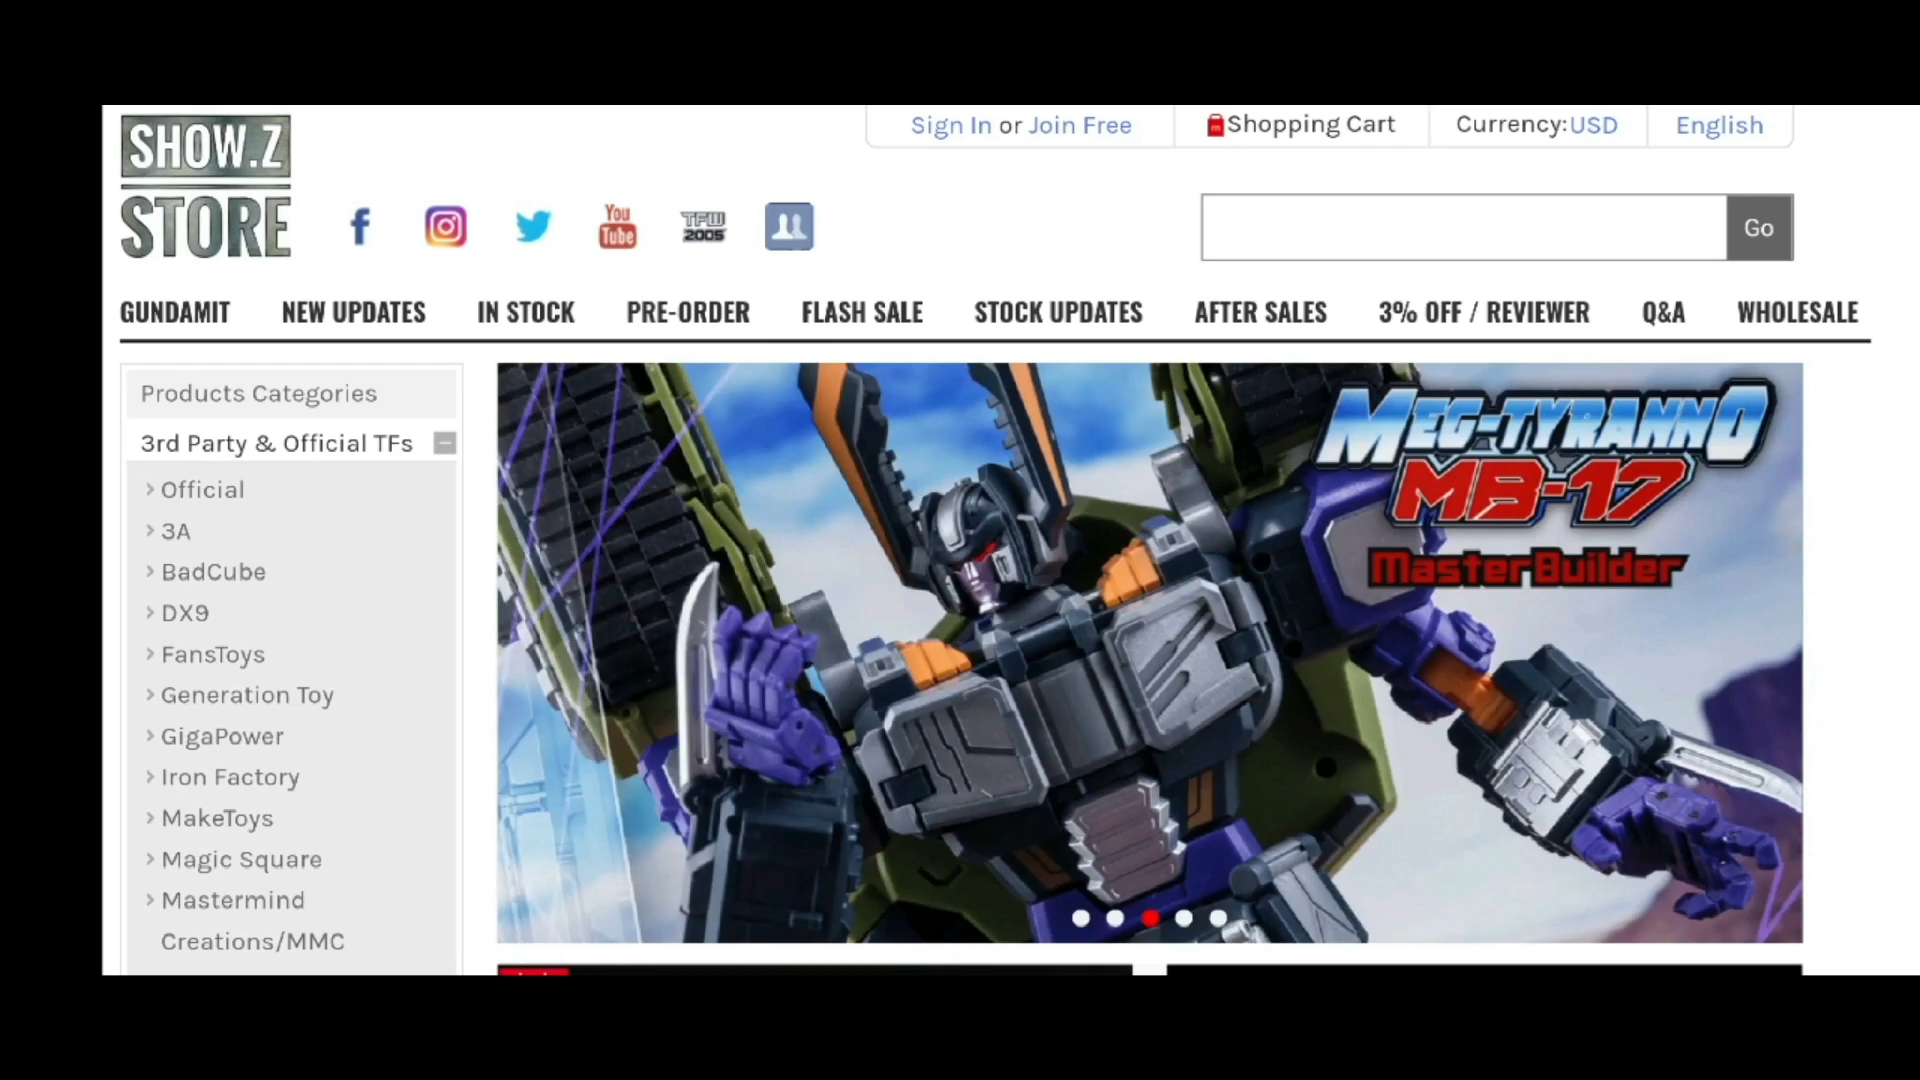 SHOW.Z
STORE
Sign In or Join Free
Shopping Cart
Currency:USD
English
f
You
Tube
TFW
2005
Go
GUNDAMIT
NEW UPDATES
IN STOCK
PRE-ORDER
FLASH SALE
STOCK UPDATES
AFTER SALES
3% OFF / REVIEWER
Q&A
WHOLESALE
Products Categories
3rd Party & Official TFs
Official
3A
BadCube
DX9
FansToys
Generation Toy
GigaPower
Iron Factory
MakeToys
Magic Square
Mastermind
Creations/MMC
MEG-TYRANNO
MB-17
MasterBuilder